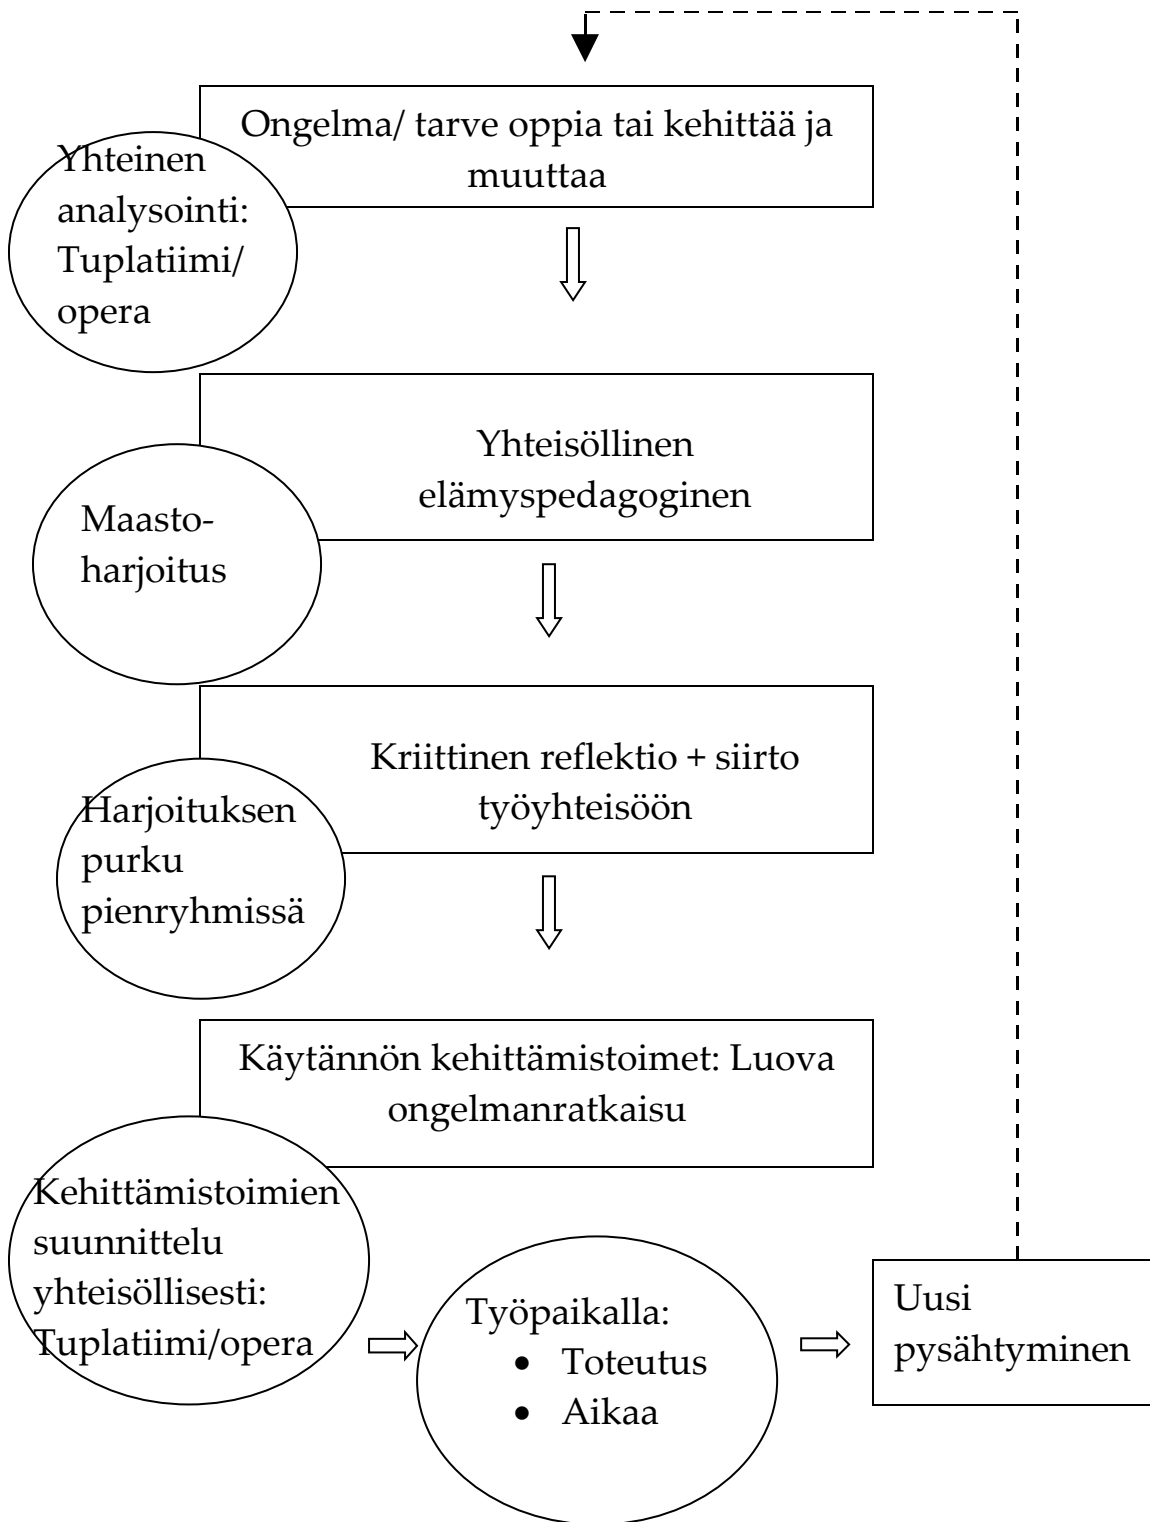 Ongelma/ tarve oppia tai kehittää ja
muuttaa
Yhteinen
analysointi:
Tuplatiimi/
opera
Yhteisöllinen
elämyspedagoginen
Maasto-
harjoitus
Kriittinen reflektio + siirto
työyhteisöön
Harjoituksen
purku
pienryhmissä
Käytännön kehittämistoimet: Luova
ongelmanratkaisu
Kehittämistoimien
suunnittelu
yhteisöllisesti:
Tuplatiimi/opera
Työpaikalla:
• Toteutus
• Aikaa
Uusi
pysähtyminen